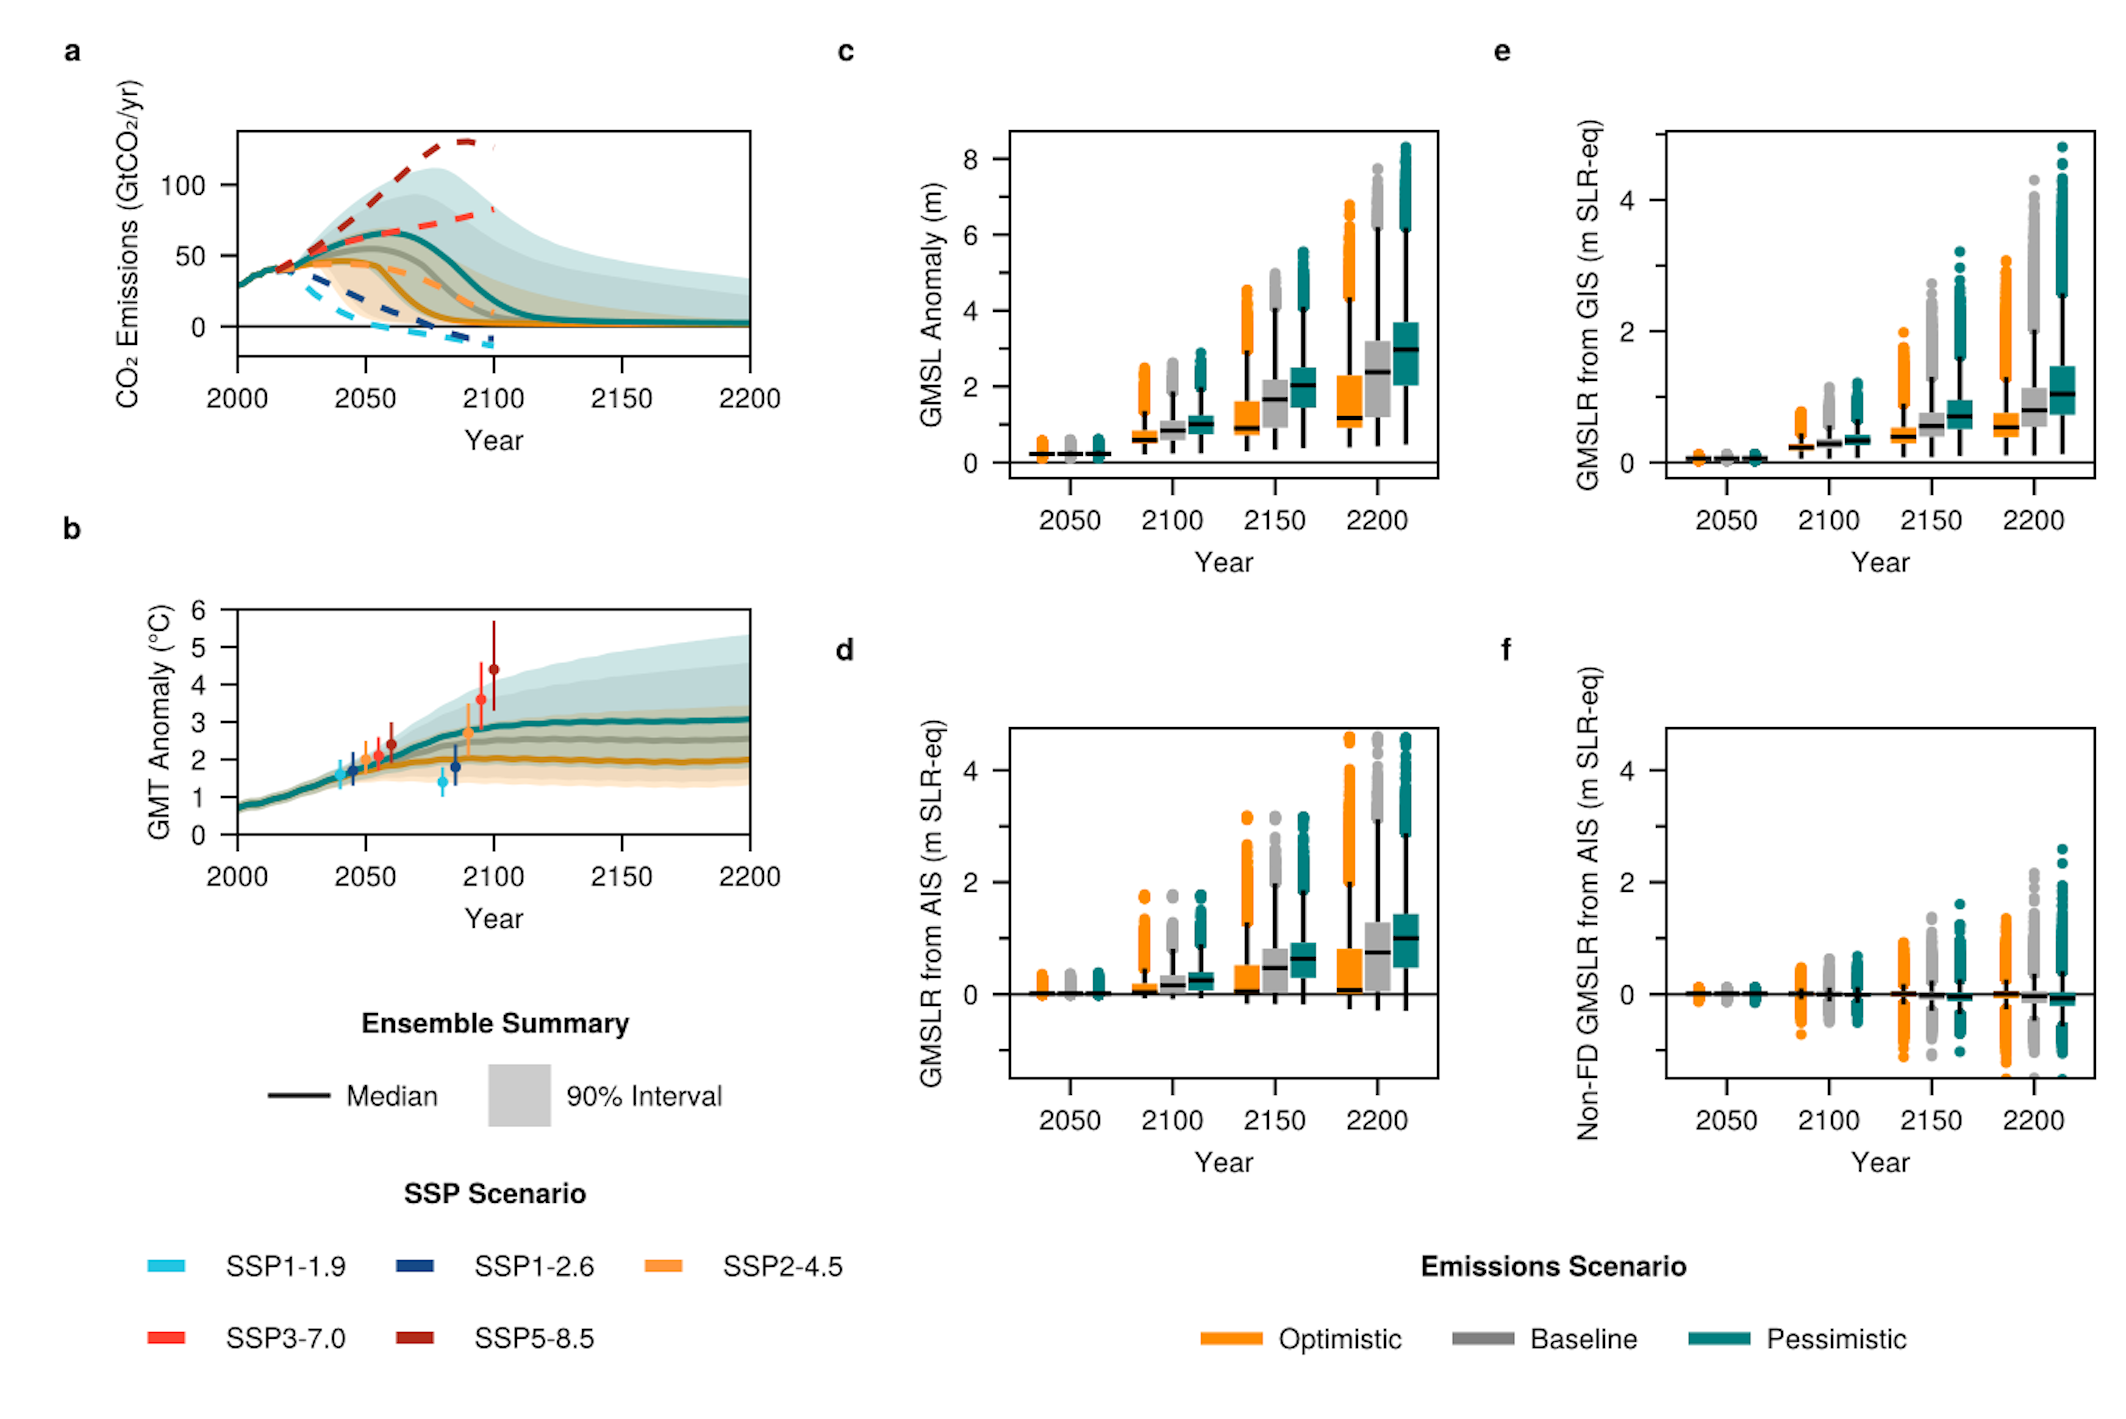 a
CO₂ Emissions (GtCO₂/yr)
100
50
0
2000 2050 2100 2150 2200
Year
b
GMT Anomaly (°C)
6
5
4
3
2
1
0
2000 2050 2100 2150 2200
Year
Ensemble Summary
Median 90% Interval
SSP Scenario
SSP1-1.9 SSP1-2.6 SSP2-4.5
SSP3-7.0 SSP5-8.5
c
GMSL Anomaly (m)
8
6
4
2
0
2050 2100 2150 2200
Year
d
GMSLR from AIS (m SLR-eq)
4
2
0
2050 2100 2150 2200
Year
e
GMSLR from GIS (m SLR-eq)
4
2
0
2050 2100 2150 2200
Year
f
Non-FD GMSLR from AIS (m SLR-eq)
4
2
0
2050 2100 2150 2200
Year
Emissions Scenario
Optimistic Baseline Pessimistic